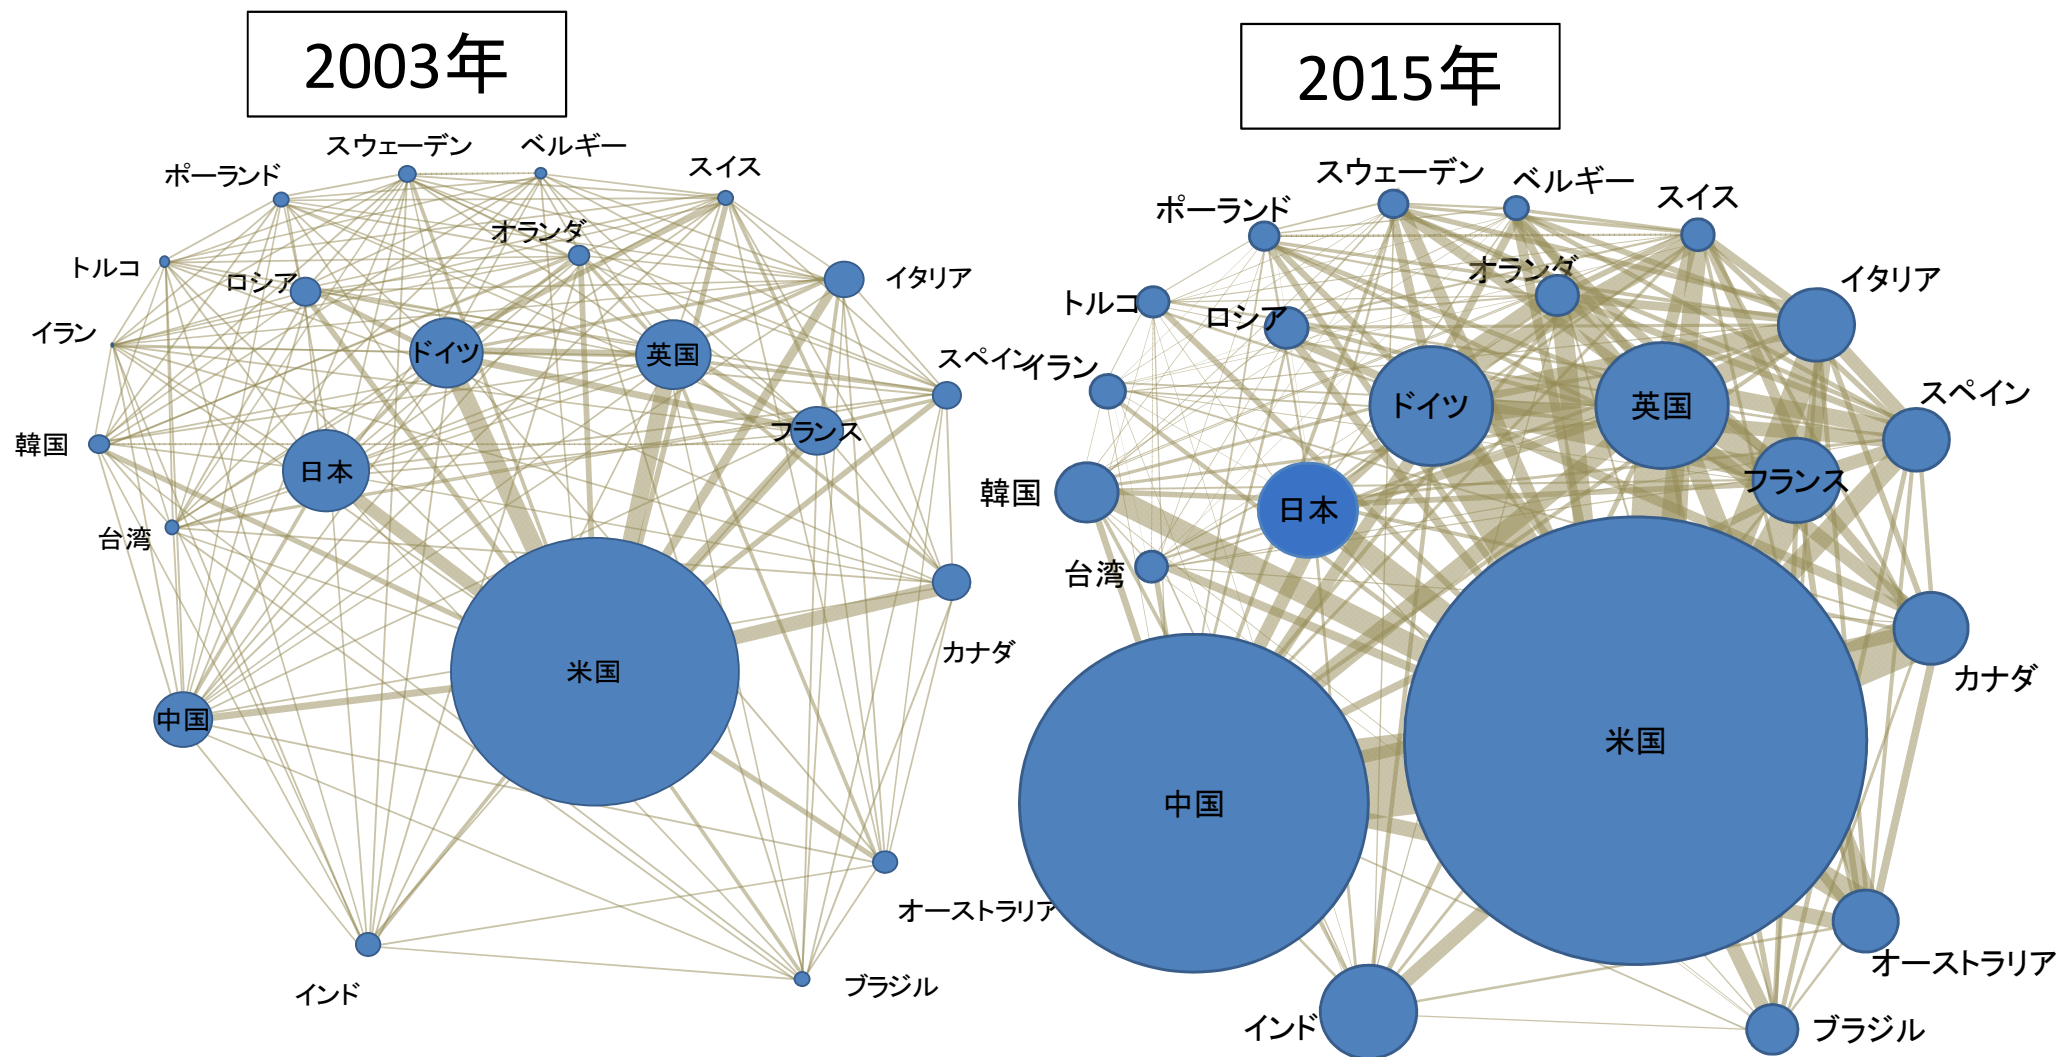 2003年
スウェーデン
ベルギー
スイス
ポーランド
オランダ
トルコ
ロシア
イタリア
イラン
ドイツ
英国
スペイン
韓国
日本
フランス
台湾
カナダ
米国
中国
オーストラリア
インド
ブラジル
2015年
スウェーデン
ベルギー
スイス
ポーランド
オランダ
トルコ
ロシア
イタリア
イラン
ドイツ
英国
スペイン
韓国
日本
フランス
台湾
カナダ
米国
中国
オーストラリア
インド
ブラジル